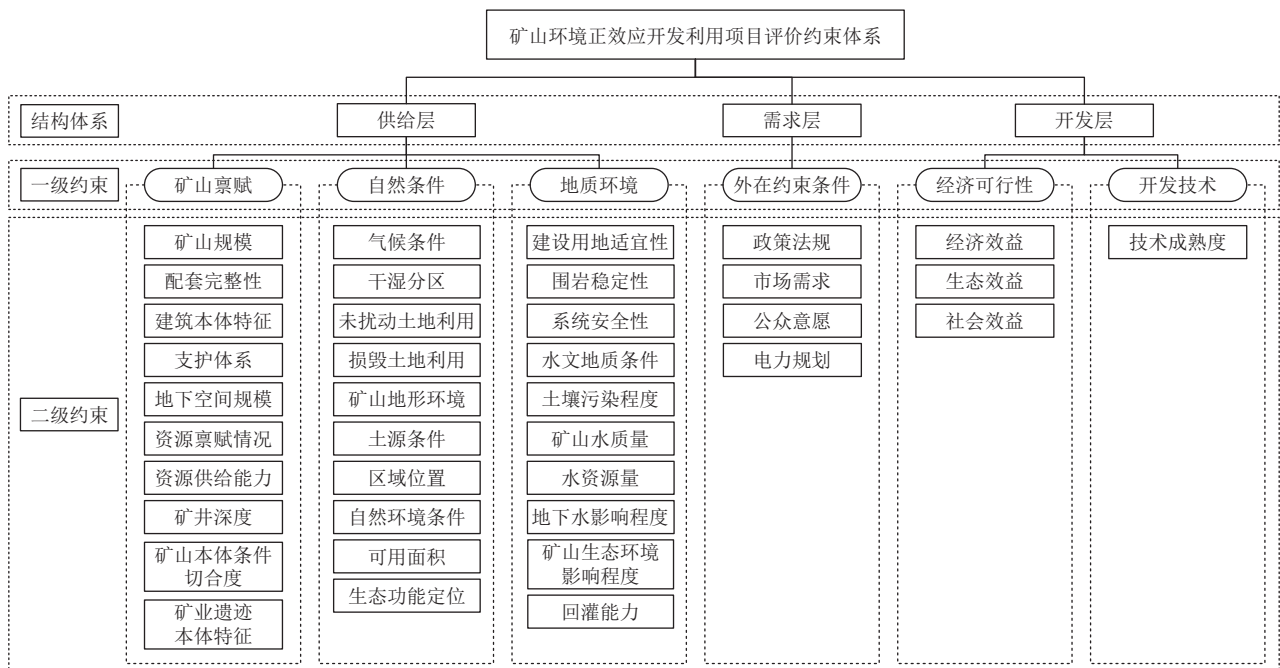 矿山环境正效应开发利用项目评价约束体系
结构体系
供给层
需求层
开发层
一级约束
矿山禀赋
自然条件
地质环境
外在约束条件
经济可行性
开发技术
二级约束
矿山规模
配套完整性
建筑本体特征
支护体系
地下空间规模
资源禀赋情况
资源供给能力
矿井深度
矿山本体条件
切合度
矿业遗迹
本体特征
气候条件
干湿分区
未扰动土地利用
损毁土地利用
矿山地形环境
土源条件
区域位置
自然环境条件
可用面积
生态功能定位
建设用地适宜性
围岩稳定性
系统安全性
水文地质条件
土壤污染程度
矿山水质量
水资源量
地下水影响程度
矿山生态环境
影响程度
回灌能力
政策法规
市场需求
公众意愿
电力规划
经济效益
生态效益
社会效益
技术成熟度